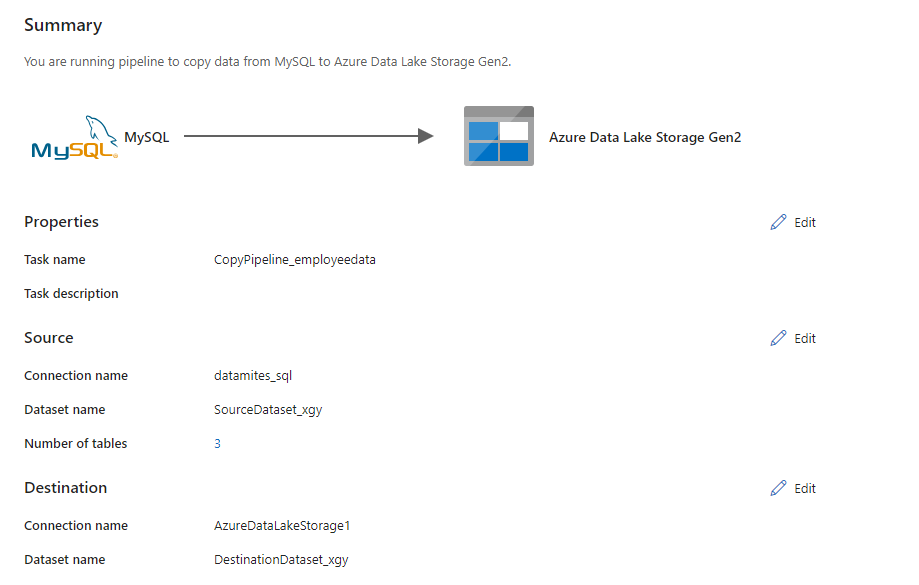 Summary
You are running pipeline to copy data from MySQL to Azure Data Lake Storage Gen2.
MySQL MySQL Azure Data Lake Storage Gen2
Properties Edit
Task name CopyPipeline_employeedata
Task description
Source Edit
Connection name datamites_sql
Dataset name SourceDataset_xgy
Number of tables 3
Destination Edit
Connection name AzureDataLakeStorage1
Dataset name DestinationDataset_xgy